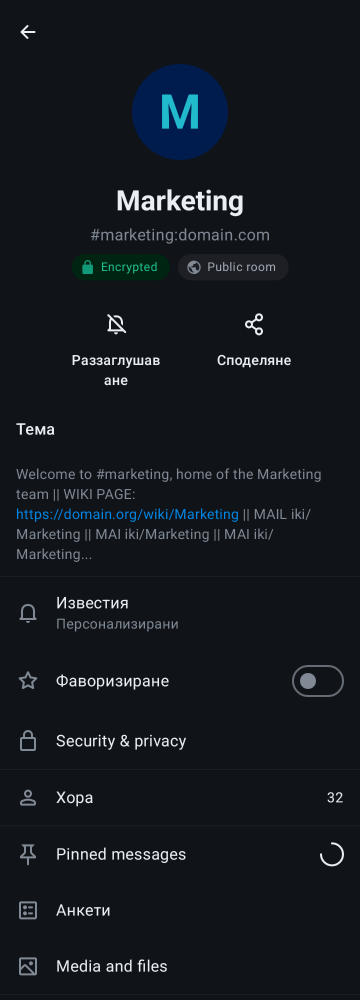 M
Marketing
#marketing:domain.com
Encrypted
Public room
Раззаглушав
ане
Споделяне
Тема
Welcome to #marketing, home of the Marketing
team || WIKI PAGE:
https://domain.org/wiki/Marketing || MAIL iki/
Marketing || MAI iki/Marketing || MAI iki/
Marketing...
Известия
Персонализирани
Фаворизиране
Security & privacy
Хора
32
Pinned messages
Анкети
Media and files